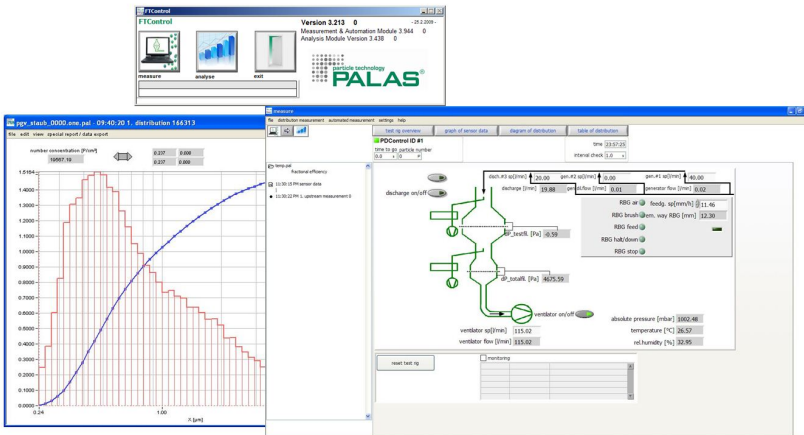 FTControl
FTControl
Version 3.213 0
- 25.2.2009 -
Measurement & Automation Module 3.944 0
Analysis Module Version 3.438 0
measure
analyse
exit
particle technology
PALAS®
pgv_staub_0000.one.pal - 09:40:20 1. distribution 166313
file edit view special report / data export
number concentration [P/cm³]
19567.10
0.237 0.000
0.237 0.000
1.5164
1.4000
1.3000
1.2000
1.1000
1.0000
0.9000
0.8000
0.7000
0.6000
0.5000
0.4000
0.3000
0.2000
0.1000
0.0000
0.24
1.00
X [µm]
measure
file distribution measurement automated measurement settings help
test rig overview
graph of sensor data
diagram of distribution
table of distribution
PDControl ID #1
time to go particle number
0.0
0
time 23:57:25
interval check 1.0
temp.pal
Fractional efficiency
11:30:15 PM sensor data
11:30:22 PM 1. upstream measurement 0
disch.#3 sp[l/min] 20.00
gen.#2 sp[l/min] 0.00
gen.#1 sp[l/min] 40.00
discharge on/off
discharge [l/min] 19.88
gen.dil.flow [l/min] 0.01
generator flow [l/min] 0.02
RBG air
feedg. sp[mm/h] 11.46
RBG brush
em. way RBG [mm] 12.30
RBG feed
RBG halt/down
RBG stop
dP_testfil. [Pa] -0.59
dP_totalfil. [Pa] 4675.59
ventilator on/off
ventilator sp[l/min] 115.02
ventilator flow [l/min] 115.02
absolute pressure [mbar] 1002.48
temperature [°C] 26.57
rel.humidity [%] 32.95
reset test rig
monitoring